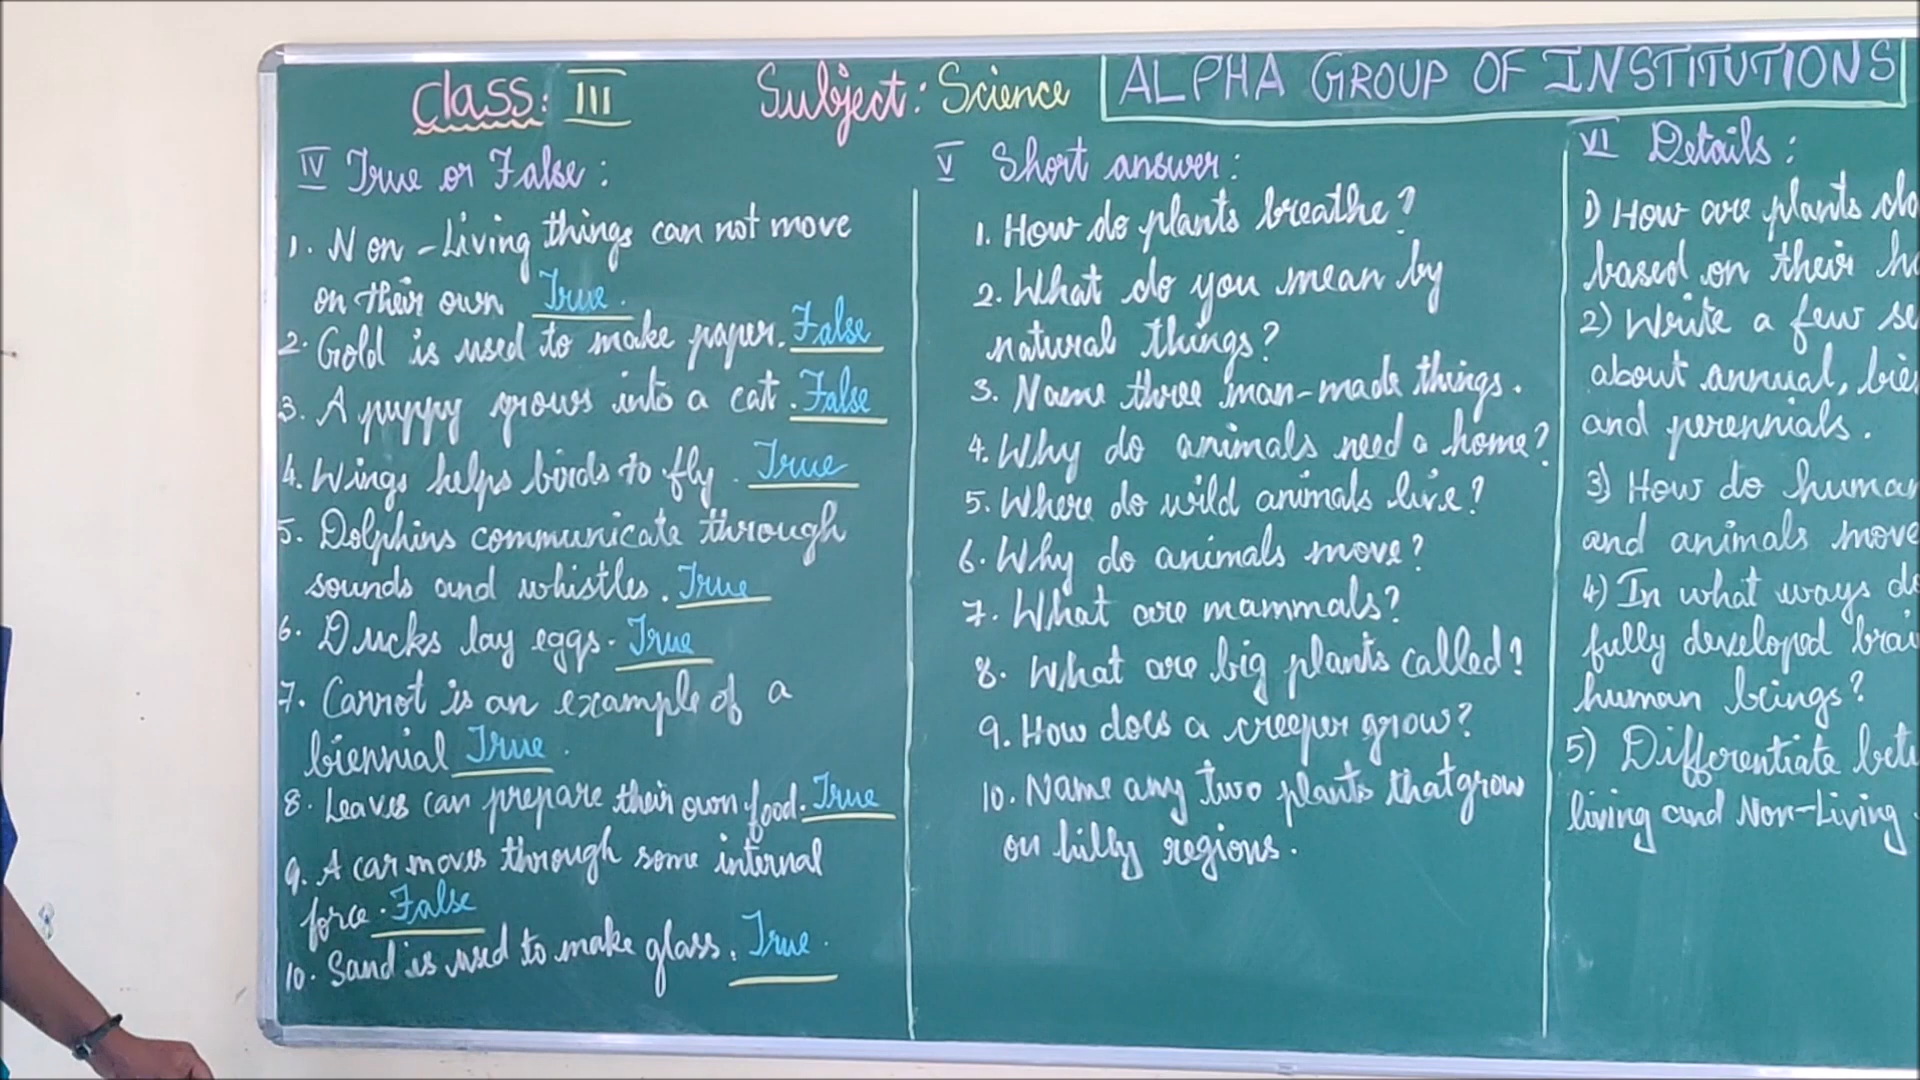 Class: III
Subject: Science
ALPHA GROUP OF INSTITUTIONS
IV True or False:
1. Non-Living things can not move
on their own True.
2. Gold is used to make paper. False
3. A puppy grows into a cat. False
4. Wings helps birds to fly. True
5. Dolphins communicate through
sounds and whistles. True
6. Ducks lay eggs. True
7. Carrot is an example of a
biennial True.
8. Leaves can prepare their own food. True
9. A car moves through some internal
force. False
10. Sand is used to make glass. True.
V Short answer:
1. How do plants breathe?
2. What do you mean by
natural things?
3. Name three man-made things.
4. Why do animals need a home?
5. Where do wild animals live?
6. Why do animals move?
7. What are mammals?
8. What are big plants called?
9. How does a creeper grow?
10. Name any two plants that grow
on hilly regions.
VI Details:
1) How are plants
based on their
2) Write a few
about annual,
and perennials.
3) How do
and animals move
4) In what ways
fully developed
human beings?
5) Differentiate
living and Non-Living